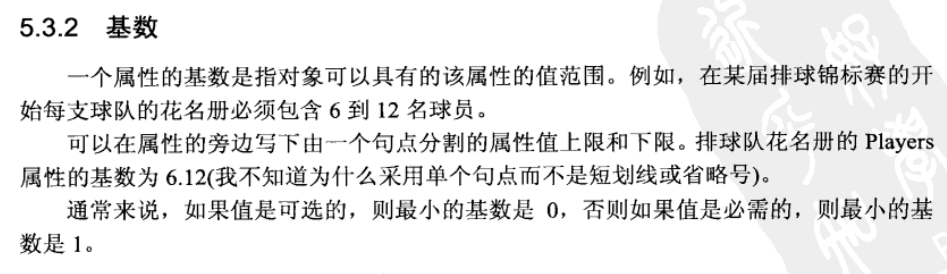 5.3.2 基数
一个属性的基数是指对象可以具有的该属性的值范围。例如，在某届排球锦标赛的开
始每支球队的花名册必须包含 6 到 12 名球员。
可以在属性的旁边写下由一个句点分割的属性值上限和下限。排球队花名册的 Players
属性的基数为 6.12(我不知道为什么采用单个句点而不是短划线或省略号)。
通常来说，如果值是可选的，则最小的基数是 0，否则如果值是必需的，则最小的基
数是 1。